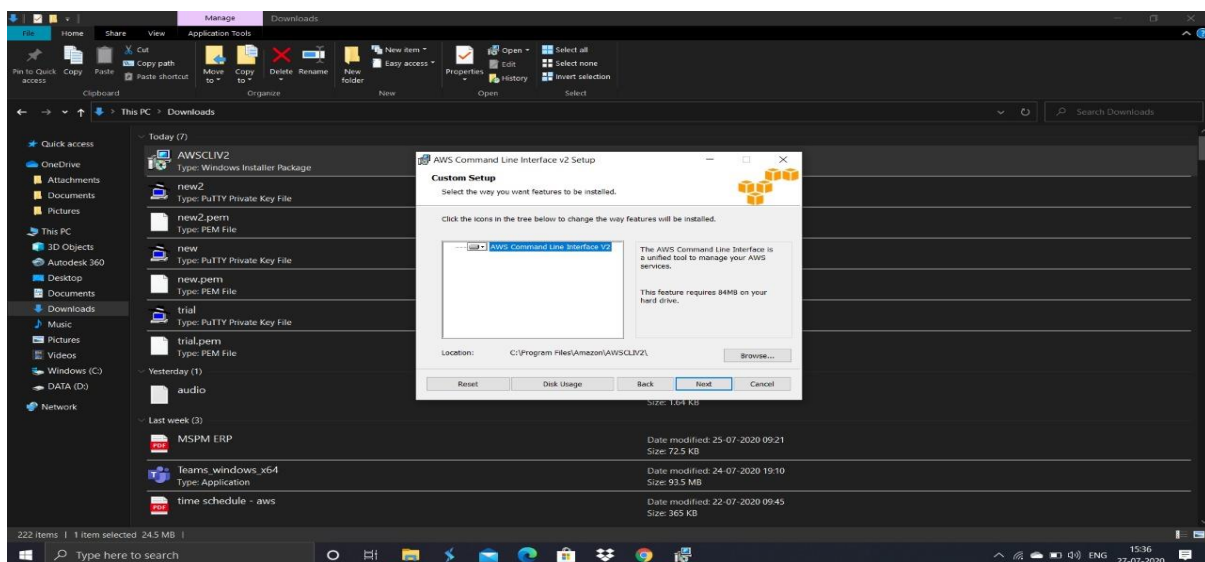 Manage Downloads
File Home Share View Application Tools
Pin to Quick access
Copy
Paste
Cut
Copy path
Paste shortcut
Clipboard
Move to
Copy to
Delete
Rename
Organize
New folder
New item
Easy access
New
Properties
Open
Edit
History
Open
Select all
Select none
Invert selection
Select
This PC > Downloads
Search Downloads
Quick access
OneDrive
Attachments
Documents
Pictures
This PC
3D Objects
Autodesk 360
Desktop
Documents
Downloads
Music
Pictures
Videos
Windows (C:)
DATA (D:)
Network
Today (7)
AWSCLIV2
Type: Windows Installer Package
new2
Type: PuTTY Private Key File
new2.pem
Type: PEM File
new
Type: PuTTY Private Key File
new.pem
Type: PEM File
trial
Type: PuTTY Private Key File
trial.pem
Type: PEM File
Yesterday (1)
audio
Size: 1.64 KB
Last week (3)
MSPM ERP
Date modified: 25-07-2020 09:21
Size: 72.5 KB
Teams_windows_x64
Type: Application
Date modified: 24-07-2020 19:10
Size: 93.5 MB
time schedule - aws
Date modified: 22-07-2020 09:45
Size: 365 KB
AWS Command Line Interface v2 Setup
Custom Setup
Select the way you want features to be installed.
Click the icons in the tree below to change the way features will be installed.
AWS Command Line Interface V2
The AWS Command Line Interface is
a unified tool to manage your AWS
services.
This feature requires 84MB on your
hard drive.
Location: C:\Program Files\Amazon\AWSCLIV2\
Browse...
Reset Disk Usage Back Next Cancel
222 items | 1 item selected 24.5 MB |
Type here to search
ENG
15:36
27-07-2020
PDF
PDF